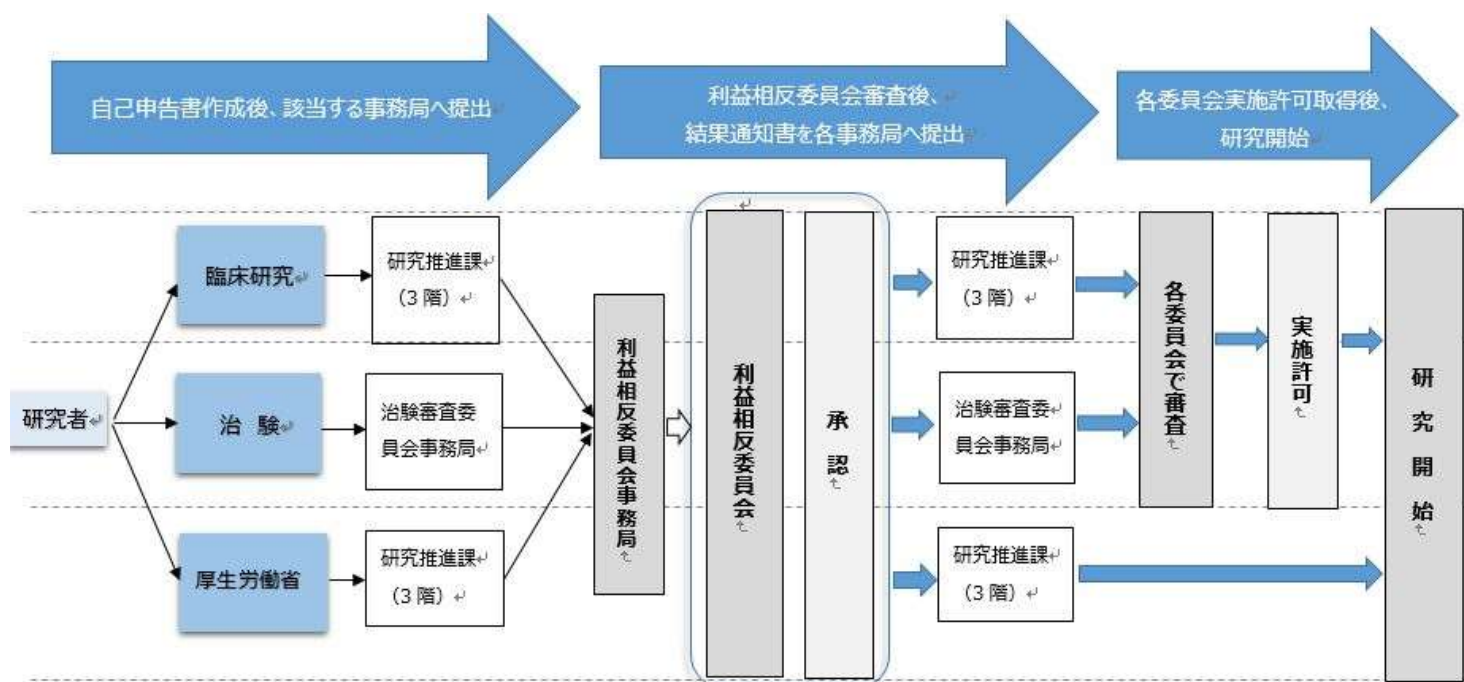 自己申告書作成後、該当する事務局へ提出
利益相反委員会審査後、
結果通知書を各事務局へ提出
各委員会実施許可取得後、
研究開始
研究者
臨床研究
研究推進課
（3 階）
治　験
治験審査委
員会事務局
厚生労働省
研究推進課
（3 階）
利益相反委員会事務局
利益相反委員会
承　認
研究推進課
（3 階）
治験審査委
員会事務局
研究推進課
（3 階）
各委員会で審査
実施許可
研　究　開　始